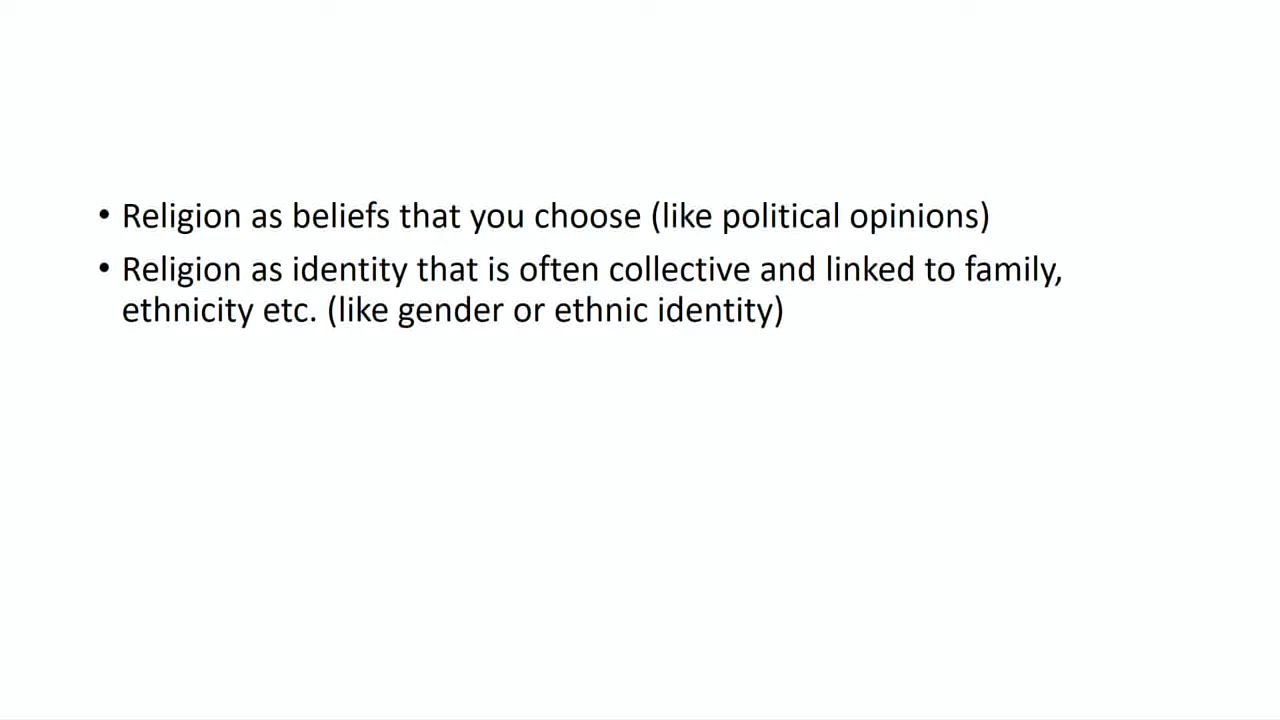 • Religion as beliefs that you choose (like political opinions)
• Religion as identity that is often collective and linked to family,
ethnicity etc. (like gender or ethnic identity)